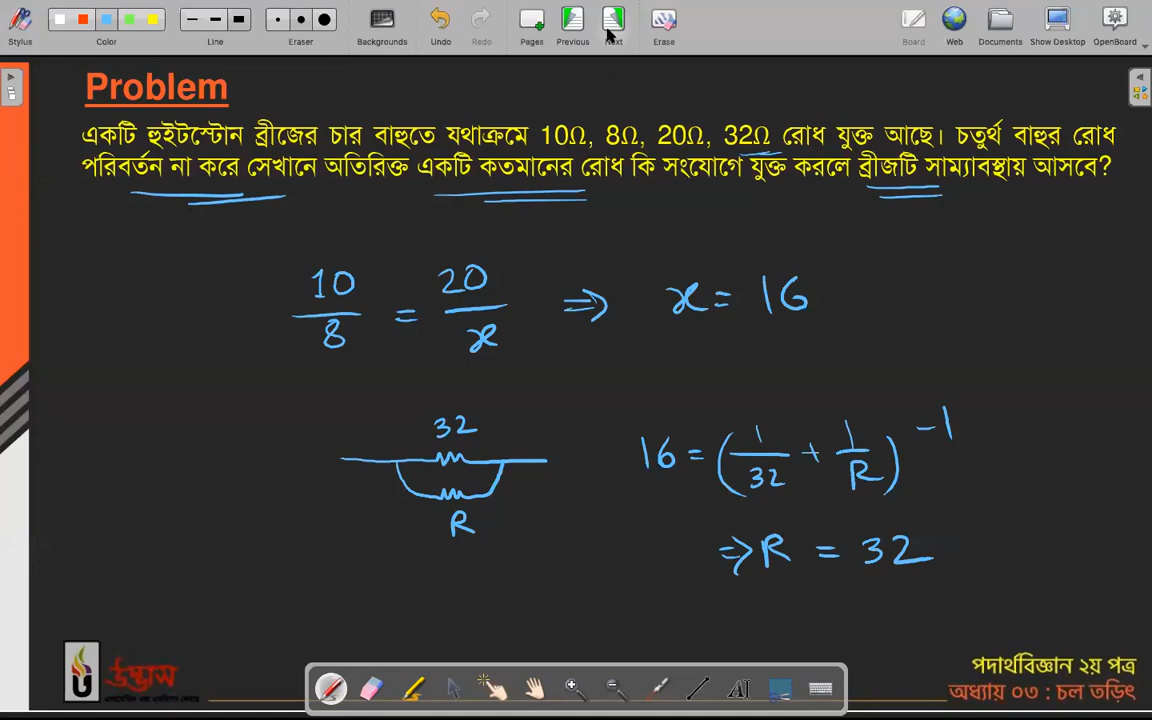 Stylus Color Line Eraser Backgrounds Undo Redo Pages Previous Next Erase Board Web Documents Show Desktop OpenBoard
Problem
একটি হুইটস্টোন ব্রীজের চার বাহুতে যথাক্রমে 10Ω, 8Ω, 20Ω, 32Ω রোধ যুক্ত আছে। চতুর্থ বাহুর রোধ
পরিবর্তন না করে সেখানে অতিরিক্ত একটি কতমানের রোধ কি সংযোগে যুক্ত করলে ব্রীজটি সাম্যাবস্থায় আসবে?
10/8 = 20/x ⇒ x = 16
32
R
16 = (1/32 + 1/R)⁻¹
⇒ R = 32
উদ্ভাস
পদার্থবিজ্ঞান ২য় পত্র
অধ্যায় ০৩ : চল তড়িৎ